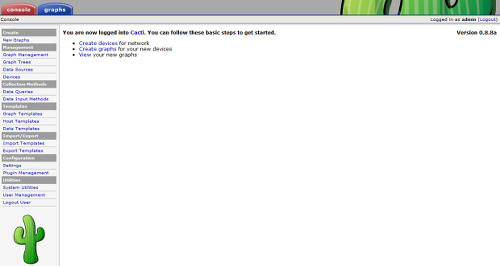 console graphs
Console Logged in as admin (Logout)
Create
New Graphs
Management
Graph Management
Graph Trees
Data Sources
Devices
Collection Methods
Data Queries
Data Input Methods
Templates
Graph Templates
Host Templates
Data Templates
Import/Export
Import Templates
Export Templates
Configuration
Settings
Plugin Management
Utilities
System Utilities
User Management
Logout User
You are now logged into Cacti. You can follow these basic steps to get started. Version 0.8.8a
Create devices for network
Create graphs for your new devices
View your new graphs